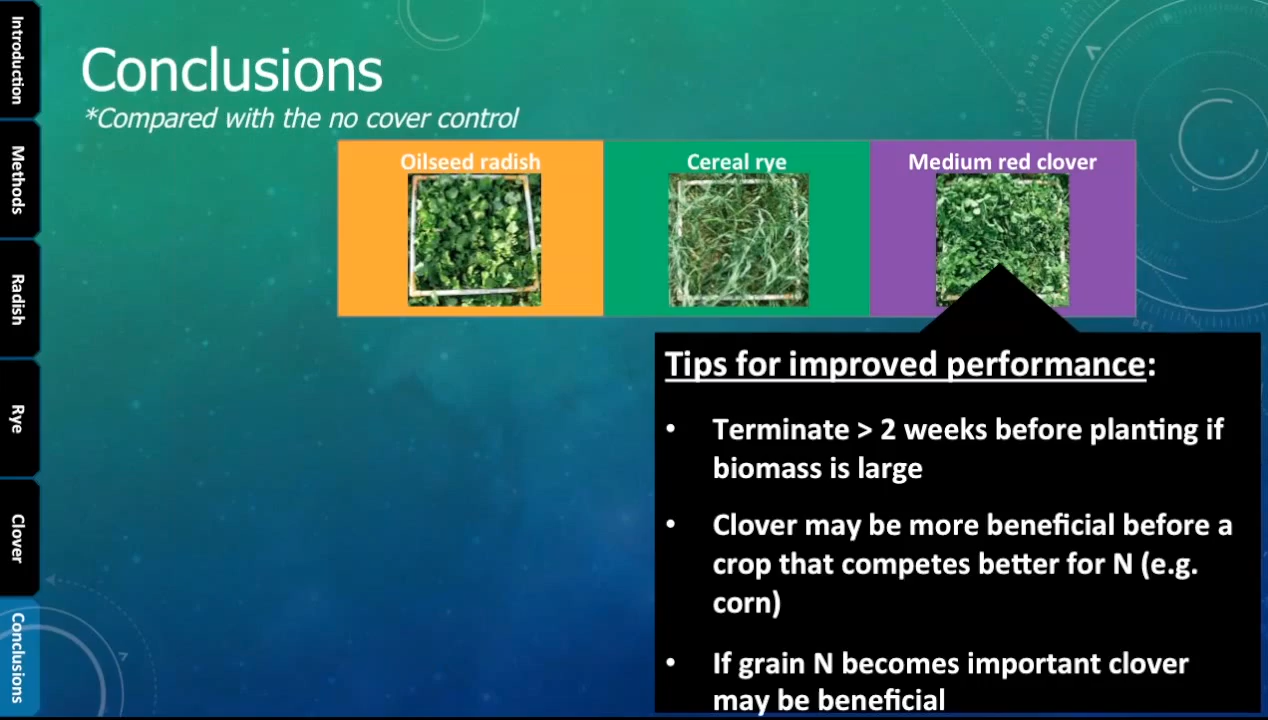 Introduction
Methods
Radish
Rye
Clover
Conclusions
Conclusions
*Compared with the no cover control
Oilseed radish
Cereal rye
Medium red clover
Tips for improved performance:
• Terminate > 2 weeks before planting if
biomass is large
• Clover may be more beneficial before a
crop that competes better for N (e.g.
corn)
• If grain N becomes important clover
may be beneficial